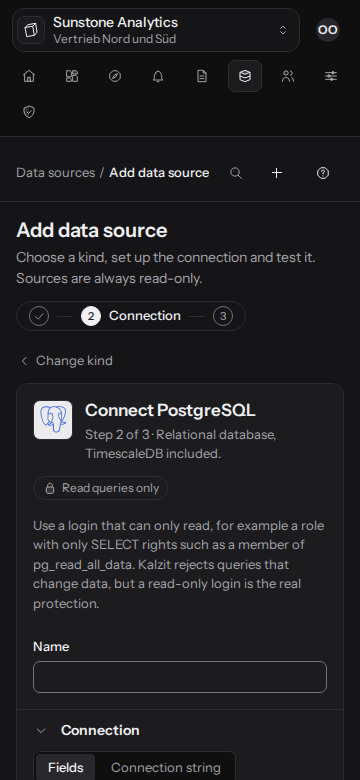 Sunstone Analytics
Vertrieb Nord und Süd
OO
Data sources / Add data source
Add data source
Choose a kind, set up the connection and test it.
Sources are always read-only.
2 Connection 3
Change kind
Connect PostgreSQL
Step 2 of 3 · Relational database,
TimescaleDB included.
Read queries only
Use a login that can only read, for example a role
with only SELECT rights such as a member of
pg_read_all_data. Kalzit rejects queries that
change data, but a read-only login is the real
protection.
Name
Connection
Fields Connection string